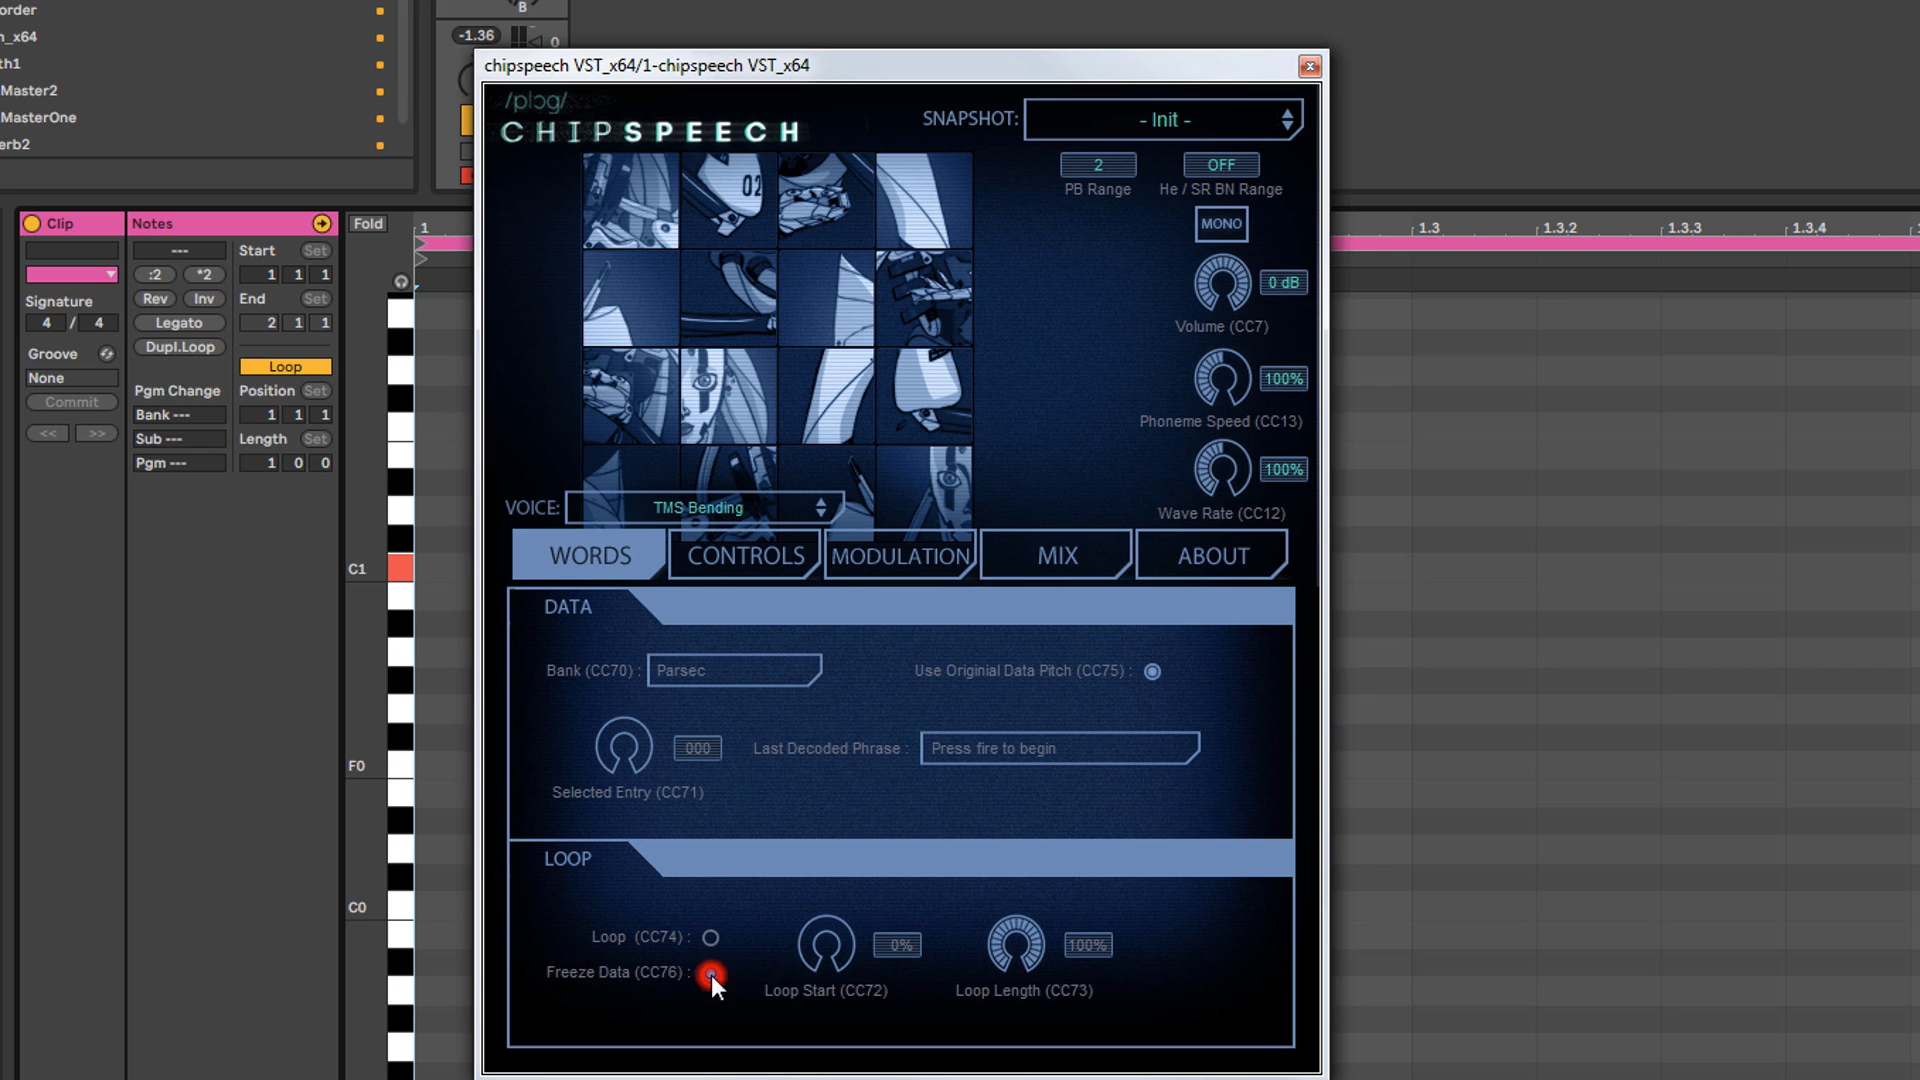 order
n_x64
th1
Master2
MasterOne
erb2
B
-1.36
0
chipspeech VST_x64/1-chipspeech VST_x64
/plog/
CHIPSPEECH
SNAPSHOT:
- Init -
02
2
OFF
PB Range
He / SR BN Range
MONO
0 dB
Volume (CC7)
100%
Phoneme Speed (CC13)
100%
Wave Rate (CC12)
VOICE:
TMS Bending
WORDS
CONTROLS
MODULATION
MIX
ABOUT
DATA
Bank (CC70) :
Parsec
Use Originial Data Pitch (CC75) :
000
Last Decoded Phrase :
Press fire to begin
Selected Entry (CC71)
LOOP
Loop (CC74) :
0%
100%
Freeze Data (CC76) :
Loop Start (CC72)
Loop Length (CC73)
Clip
Notes
Fold
1
1.3
1.3.2
1.3.3
1.3.4
---
Start
Set
:2
*2
1 1 1
Signature
Rev
Inv
End
Set
4 / 4
Legato
2 1 1
Groove
Dupl.Loop
None
Loop
Commit
Pgm Change
Position
Set
Bank ---
1 1 1
<<
>>
Sub ---
Length
Set
Pgm ---
1 0 0
C1
F0
C0